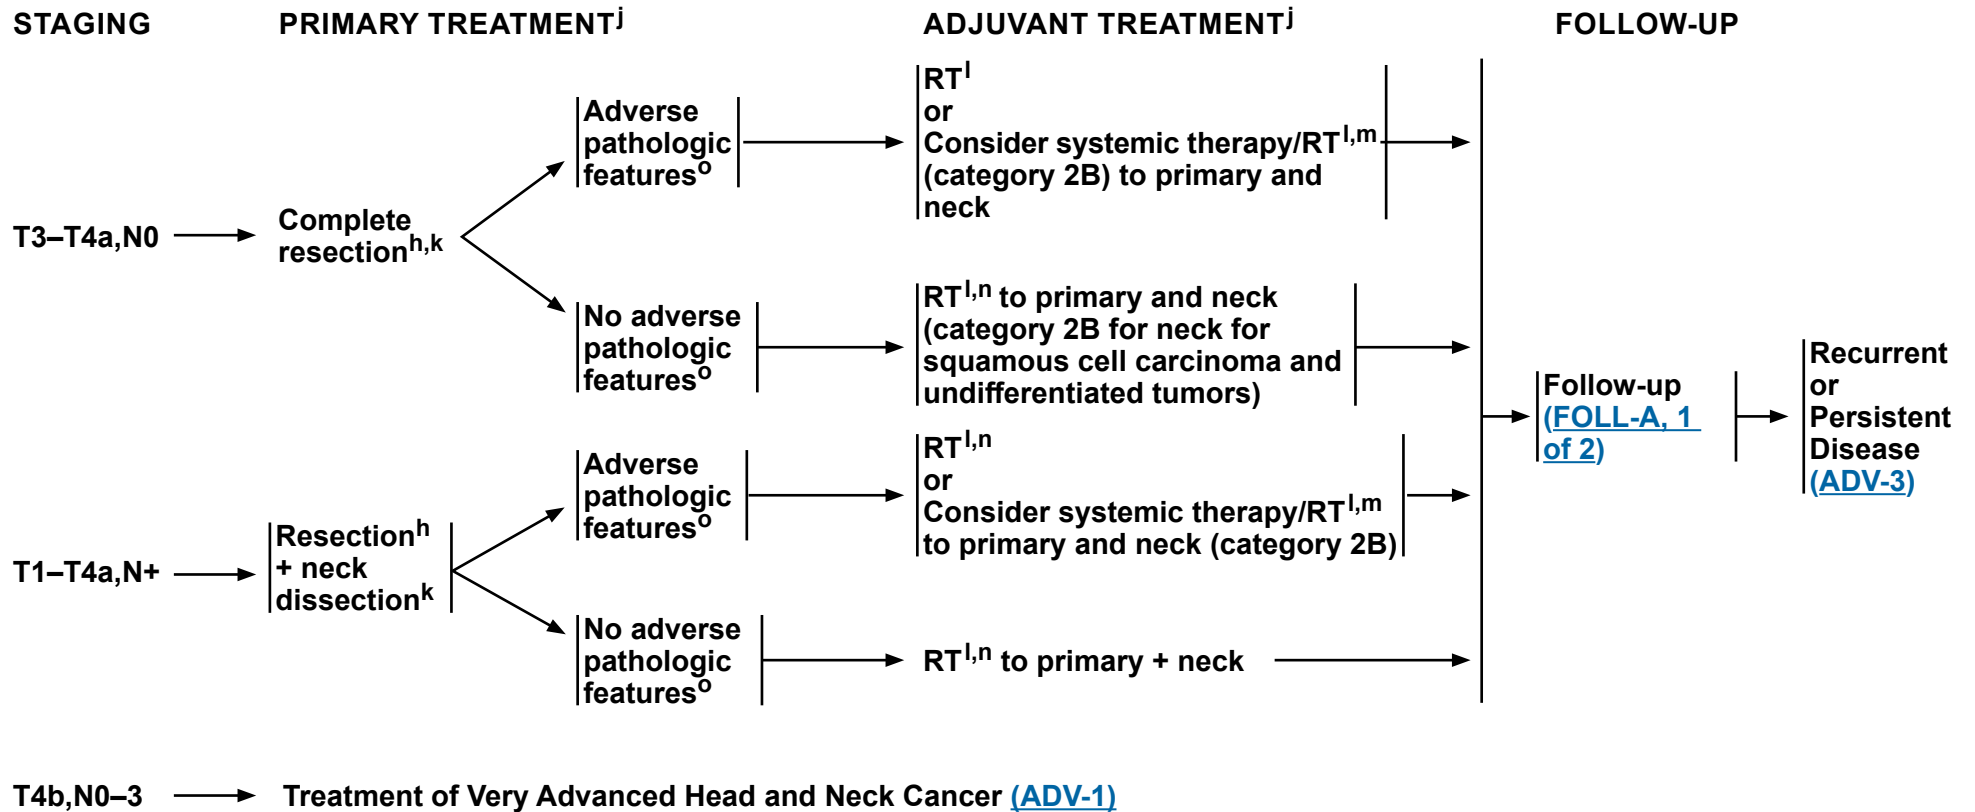 STAGING PRIMARY TREATMENTj ADJUVANT TREATMENTj FOLLOW-UP
T3–T4a,N0
Complete
resectionh,k
Adverse
pathologic
featureso
RTl
or
Consider systemic therapy/RTl,m
(category 2B) to primary and
neck
No adverse
pathologic
featureso
RTl,n to primary and neck
(category 2B for neck for
squamous cell carcinoma and
undifferentiated tumors)
T1–T4a,N+
Resectionh
+ neck
dissectionk
Adverse
pathologic
featureso
RTl,n
or
Consider systemic therapy/RTl,m
to primary and neck (category 2B)
No adverse
pathologic
featureso
RTl,n to primary + neck
Follow-up
(FOLL-A, 1
of 2)
Recurrent
or
Persistent
Disease
(ADV-3)
T4b,N0–3 Treatment of Very Advanced Head and Neck Cancer (ADV-1)